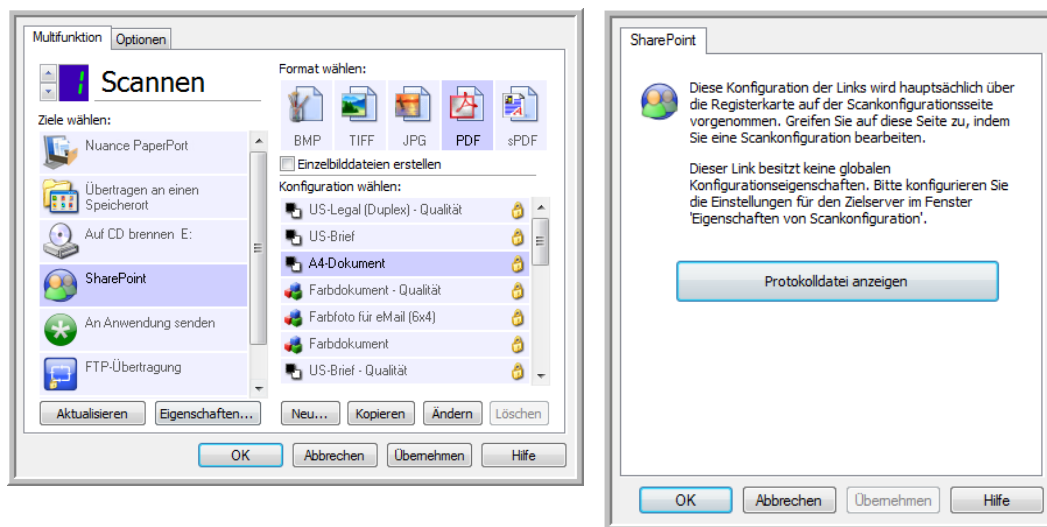 Multifunktion Optionen
1 Scannen
Ziele wählen:
Nuance PaperPort
Übertragen an einen
Speicherort
Auf CD brennen E:
SharePoint
An Anwendung senden
FTP-Übertragung
Aktualisieren Eigenschaften...
Format wählen:
BMP TIFF JPG PDF sPDF
Einzelbilddateien erstellen
Konfiguration wählen:
US-Legal (Duplex) - Qualität
US-Brief
A4-Dokument
Farbdokument - Qualität
Farbfoto für eMail (6x4)
Farbdokument
US-Brief - Qualität
Neu... Kopieren Ändern Löschen
OK Abbrechen Übernehmen Hilfe
SharePoint
Diese Konfiguration der Links wird hauptsächlich über
die Registerkarte auf der Scankonfigurationsseite
vorgenommen. Greifen Sie auf diese Seite zu, indem
Sie eine Scankonfiguration bearbeiten.
Dieser Link besitzt keine globalen
Konfigurationseigenschaften. Bitte konfigurieren Sie
die Einstellungen für den Zielserver im Fenster
'Eigenschaften von Scankonfiguration'.
Protokolldatei anzeigen
OK Abbrechen Übernehmen Hilfe